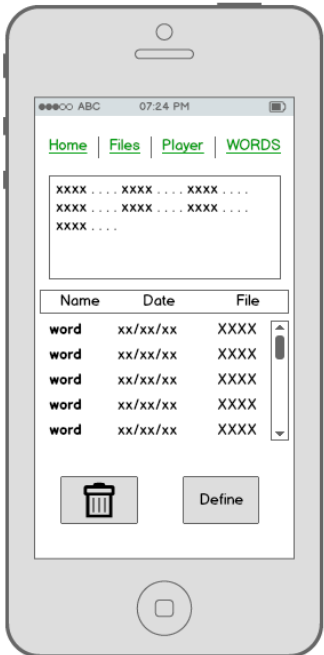 ABC 07:24 PM
Home | Files | Player | WORDS
xxxx .... xxxx .... xxxx ....
xxxx .... xxxx .... xxxx ....
xxxx ....
Name Date File
word xx/xx/xx XXXX
word xx/xx/xx XXXX
word xx/xx/xx XXXX
word xx/xx/xx XXXX
word xx/xx/xx XXXX
Define